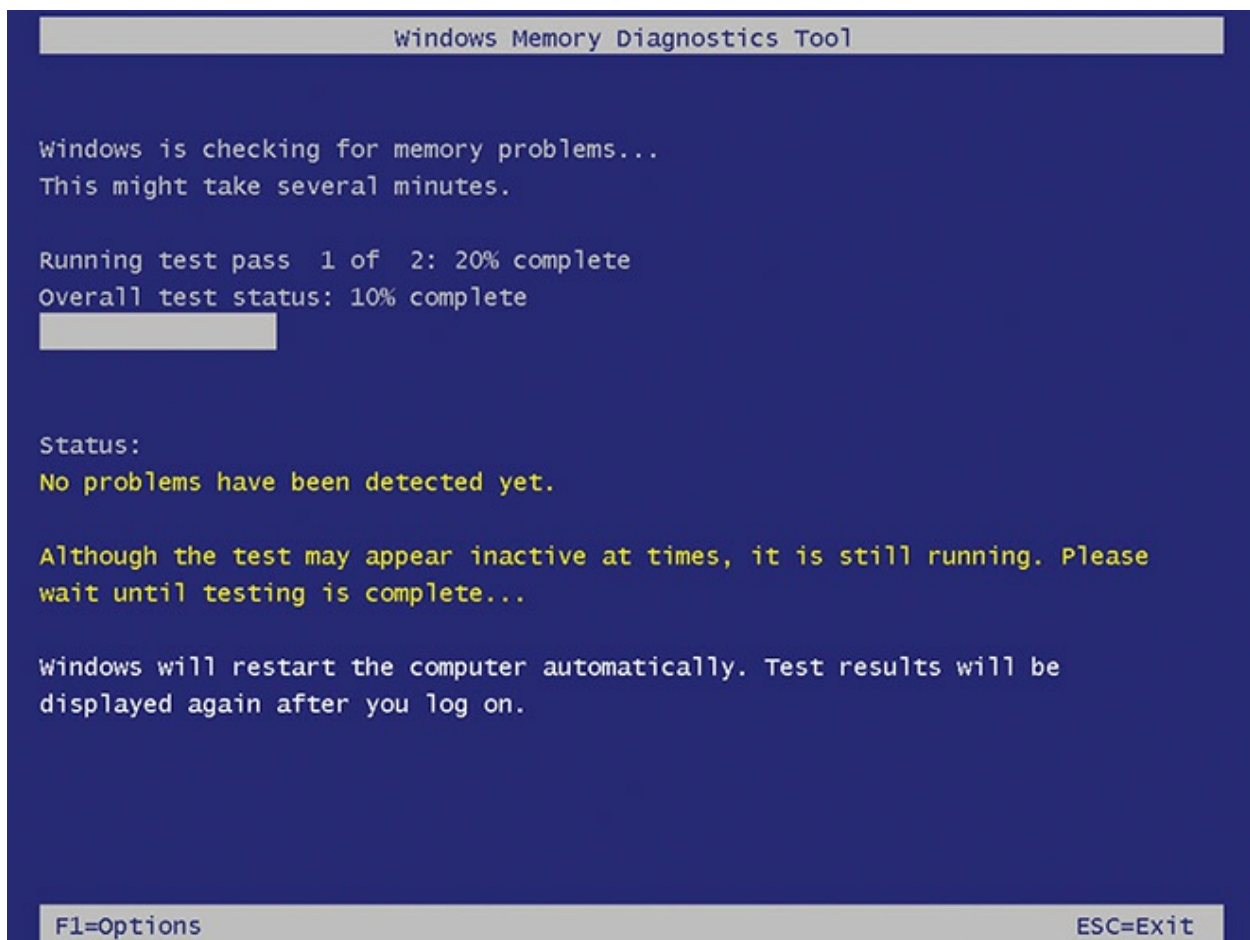 Windows Memory Diagnostics Tool
Windows is checking for memory problems...
This might take several minutes.
Running test pass  1 of  2: 20% complete
Overall test status: 10% complete
Status:
No problems have been detected yet.
Although the test may appear inactive at times, it is still running. Please
wait until testing is complete...
Windows will restart the computer automatically. Test results will be
displayed again after you log on.
F1=Options ESC=Exit